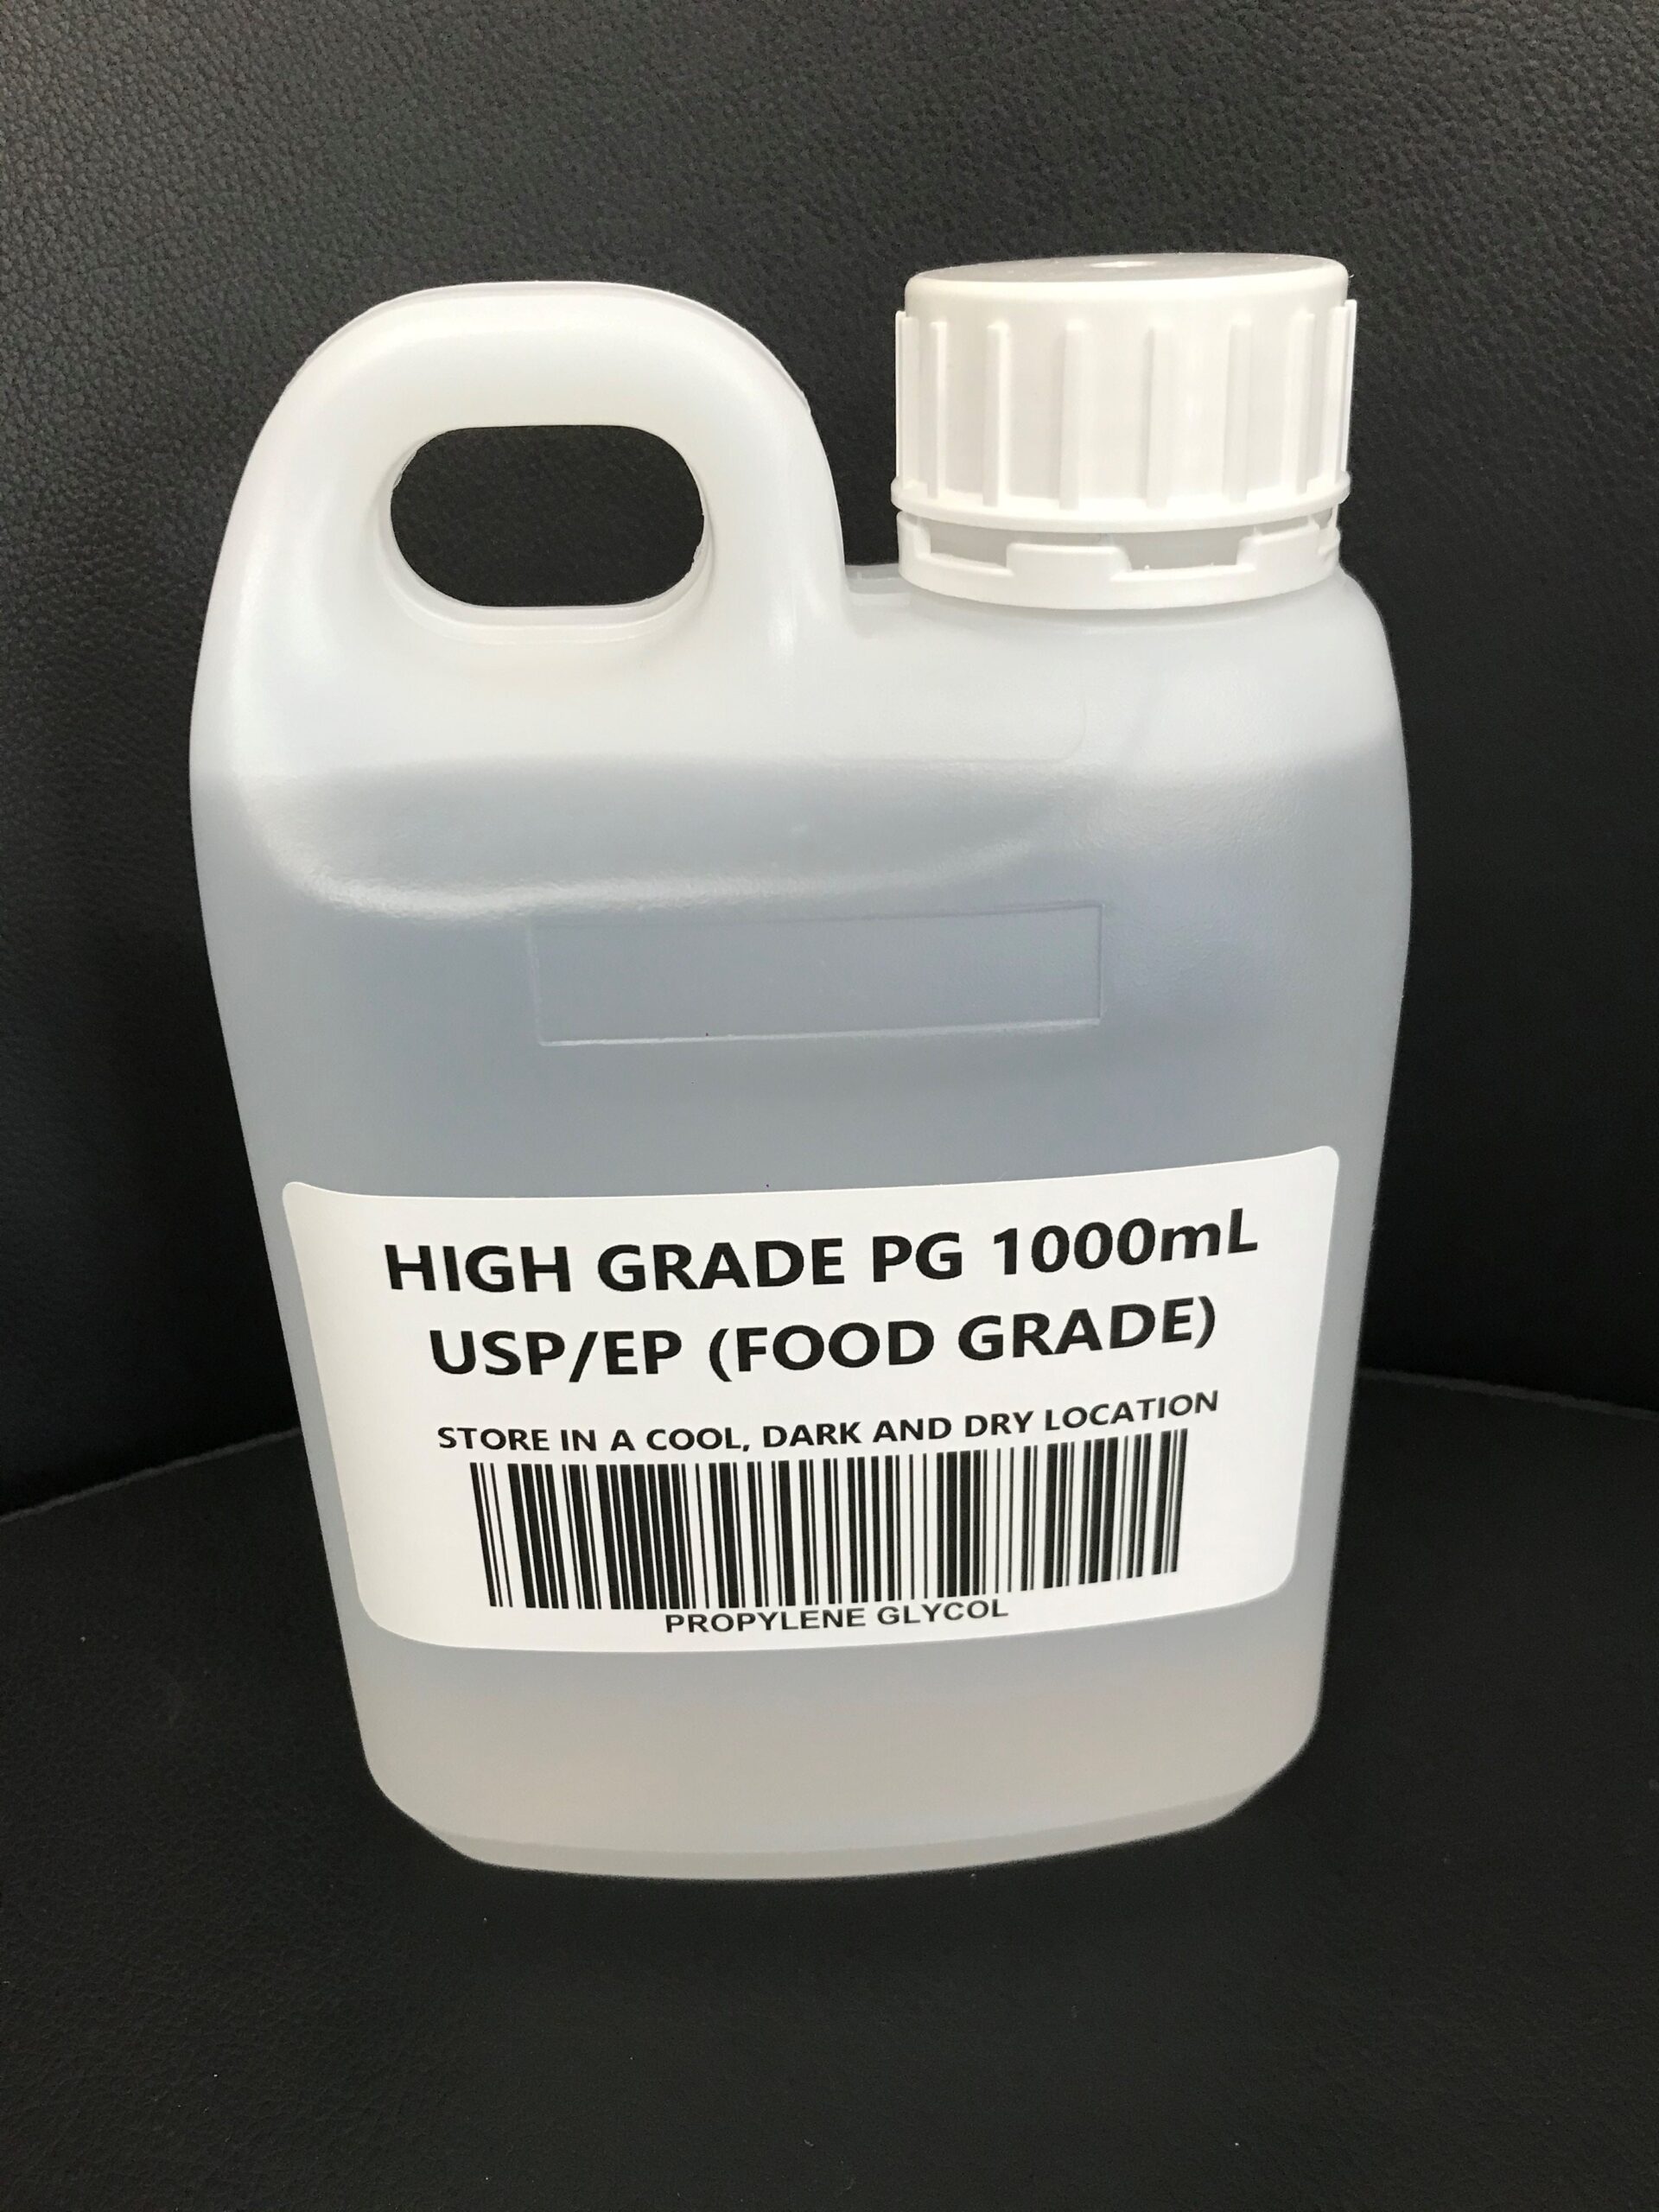 HIGH GRADE PG 1000mL
USP/EP (FOOD GRADE)
STORE IN A COOL, DARK AND DRY LOCATION
PROPYLENE GLYCOL